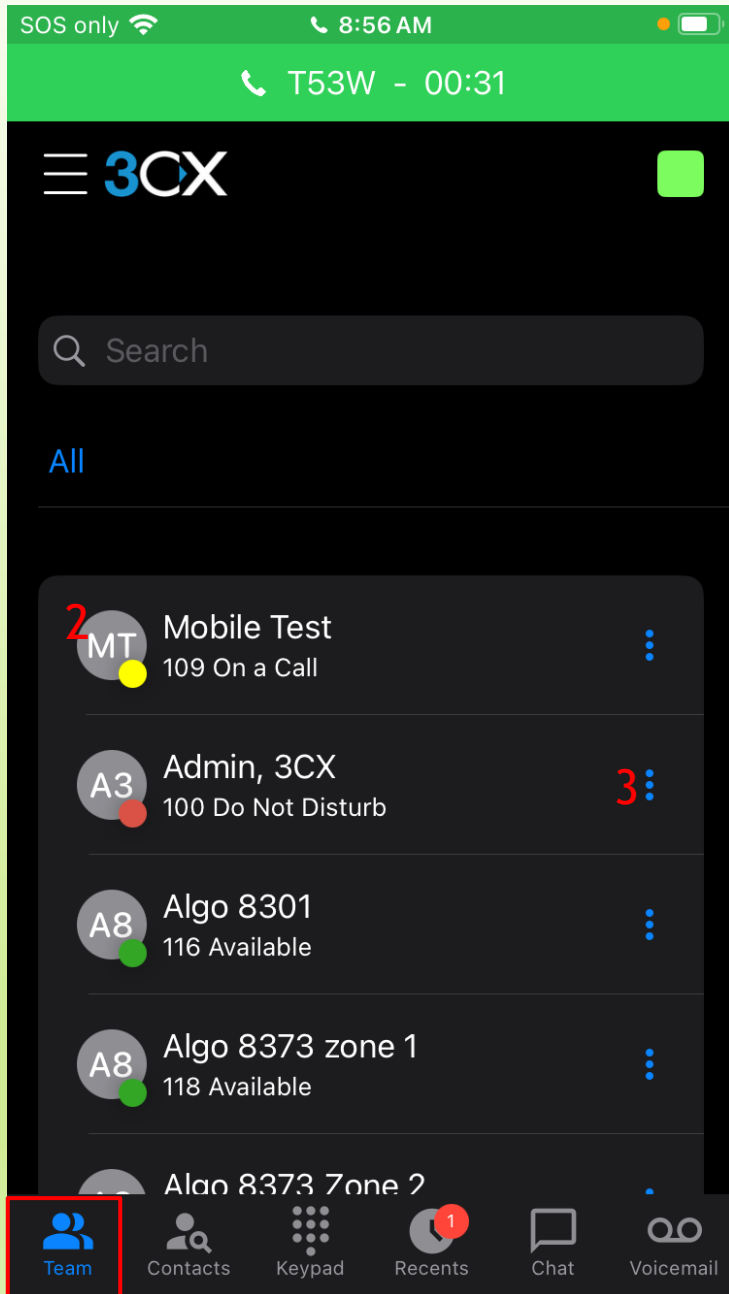 SOS only 8:56 AM
T53W - 00:31
3CX
Search
All
2
MT
Mobile Test
109 On a Call
A3
Admin, 3CX
100 Do Not Disturb
3
A8
Algo 8301
116 Available
A8
Algo 8373 zone 1
118 Available
Algo 8373 Zone 2
1
Team Contacts Keypad Recents Chat Voicemail